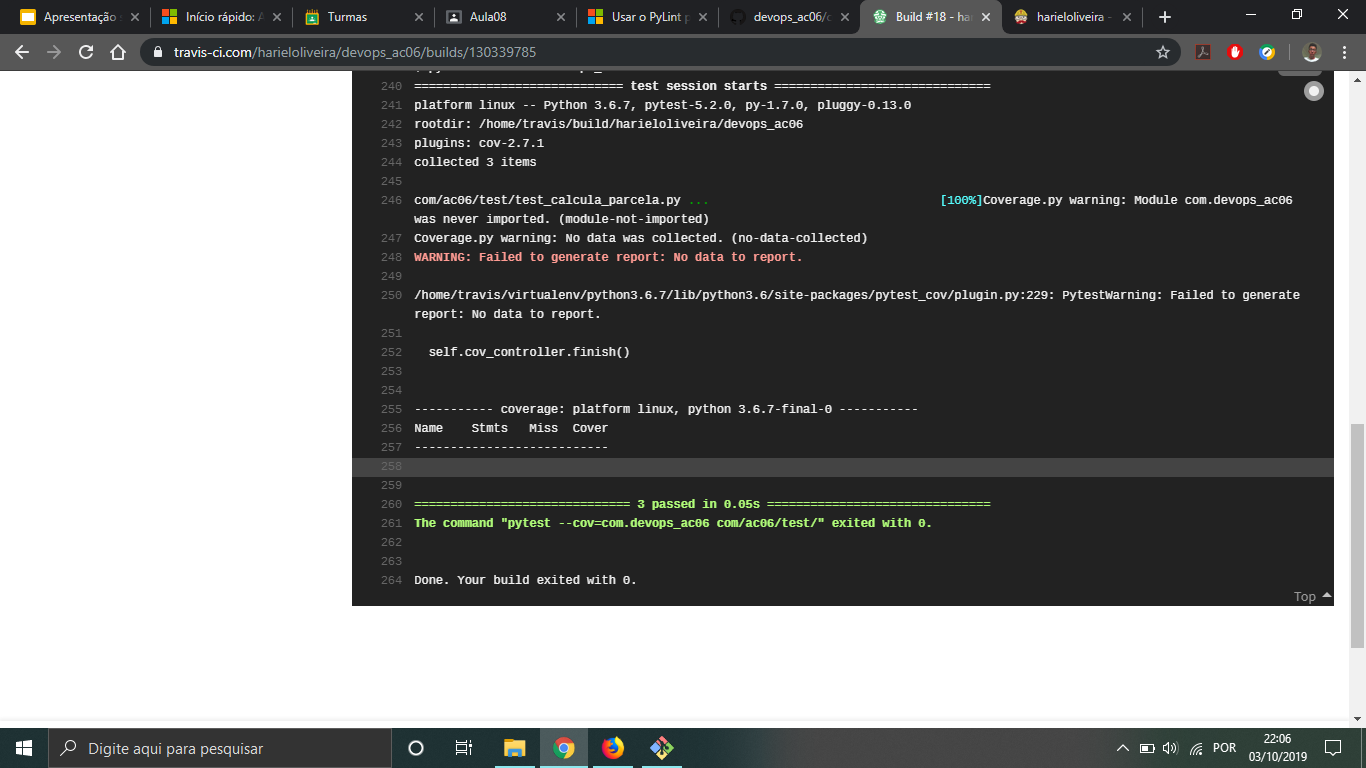 Apresentação
Início rápido: A
Turmas
Aula08
Usar o PyLint p
devops_ac06/c
Build #18 - har
harieloliveira -
travis-ci.com/harieloliveira/devops_ac06/builds/130339785
240 ============================= test session starts ==============================
241 platform linux -- Python 3.6.7, pytest-5.2.0, py-1.7.0, pluggy-0.13.0
242 rootdir: /home/travis/build/harieloliveira/devops_ac06
243 plugins: cov-2.7.1
244 collected 3 items
245
246 com/ac06/test/test_calcula_parcela.py ... [100%]Coverage.py warning: Module com.devops_ac06
was never imported. (module-not-imported)
247 Coverage.py warning: No data was collected. (no-data-collected)
248 WARNING: Failed to generate report: No data to report.
249
250 /home/travis/virtualenv/python3.6.7/lib/python3.6/site-packages/pytest_cov/plugin.py:229: PytestWarning: Failed to generate
report: No data to report.
251
252 self.cov_controller.finish()
253
254
255 ----------- coverage: platform linux, python 3.6.7-final-0 -----------
256 Name Stmts Miss Cover
257 ---------------------------
258
259
260 ============================== 3 passed in 0.05s ===============================
261 The command "pytest --cov=com.devops_ac06 com/ac06/test/" exited with 0.
262
263
264 Done. Your build exited with 0.
Top
Digite aqui para pesquisar
POR
22:06
03/10/2019